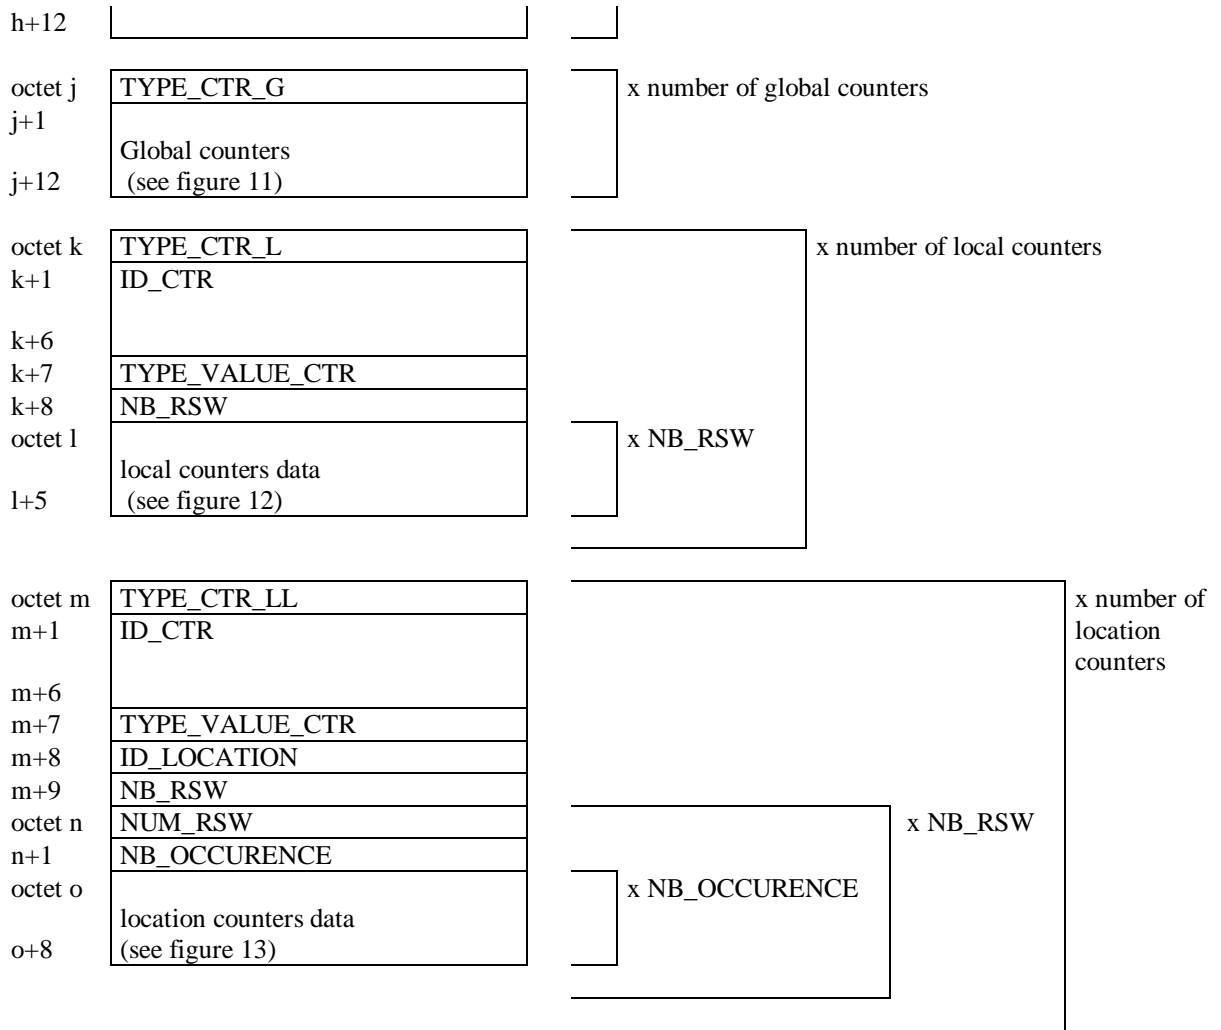 h+12
octet j TYPE_CTR_G x number of global counters
j+1
Global counters
j+12 (see figure 11)
octet k TYPE_CTR_L x number of local counters
k+1 ID_CTR
k+6
k+7 TYPE_VALUE_CTR
k+8 NB_RSW
octet l x NB_RSW
local counters data
l+5 (see figure 12)
octet m TYPE_CTR_LL x number of
m+1 ID_CTR location
counters
m+6
m+7 TYPE_VALUE_CTR
m+8 ID_LOCATION
m+9 NB_RSW
octet n NUM_RSW x NB_RSW
n+1 NB_OCCURENCE
octet o x NB_OCCURENCE
location counters data
o+8 (see figure 13)